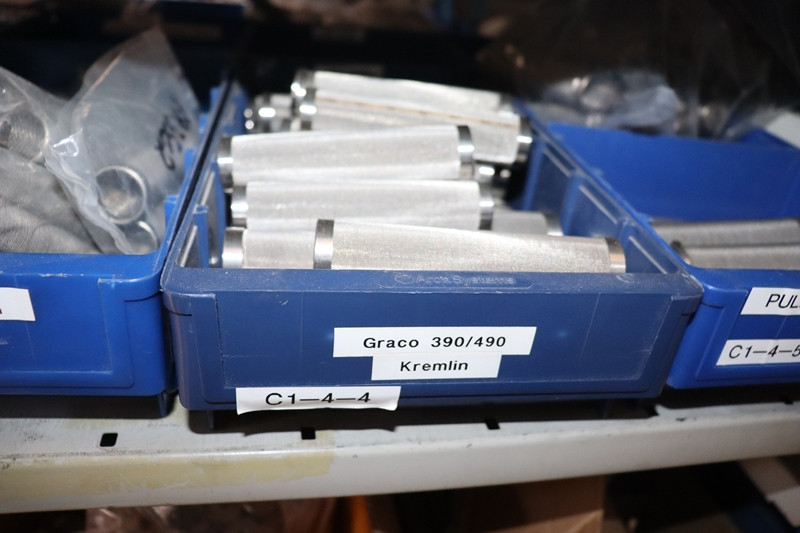 Graco 390/490
Kremlin
C1-4-4
PUL
C1-4-5